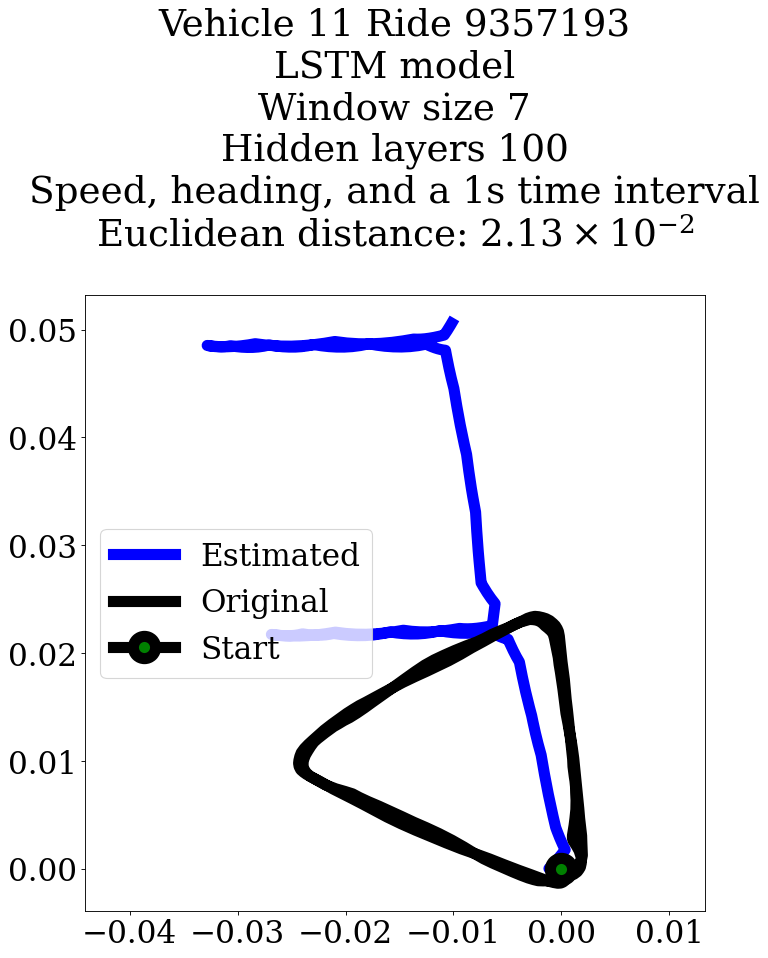 Vehicle 11 Ride 9357193
LSTM model
Window size 7
Hidden layers 100
Speed, heading, and a 1s time interval
Euclidean distance: 2.13 × 10⁻²
0.05
0.04
0.03
0.02
0.01
0.00
Estimated
Original
Start
−0.04 −0.03 −0.02 −0.01 0.00 0.01